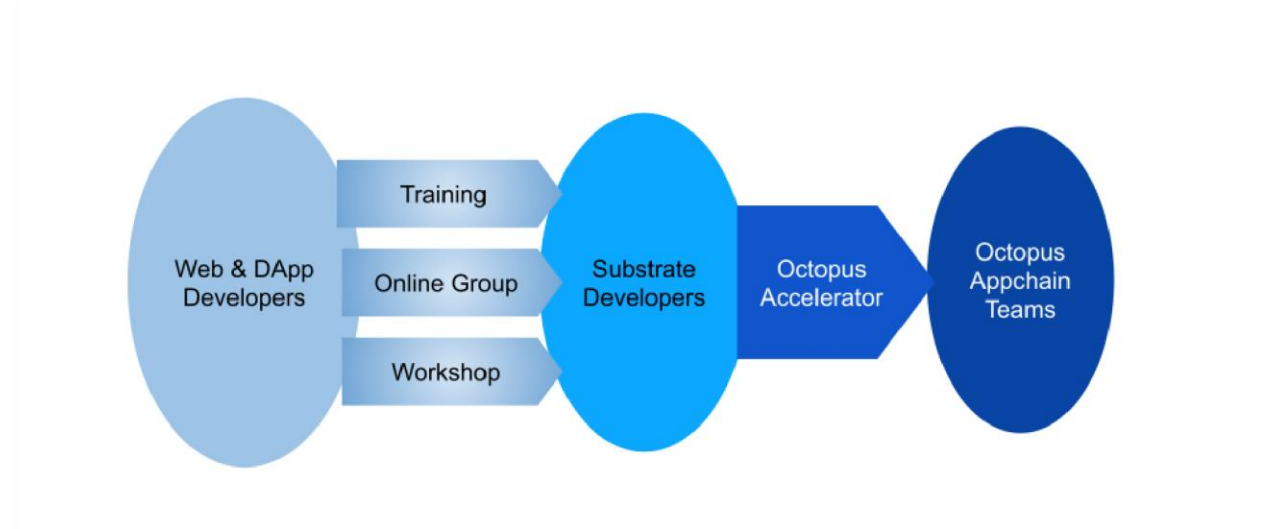 Web & DApp
Developers
Training
Online Group
Workshop
Substrate
Developers
Octopus
Accelerator
Octopus
Appchain
Teams